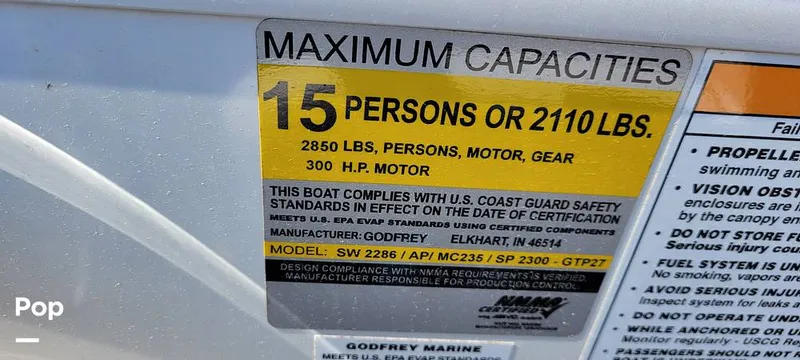 MAXIMUM CAPACITIES
15 PERSONS OR 2110 LBS.
2850 LBS, PERSONS, MOTOR, GEAR
300 H.P. MOTOR
THIS BOAT COMPLIES WITH U.S. COAST GUARD SAFETY
STANDARDS IN EFFECT ON THE DATE OF CERTIFICATION
MEETS U.S. EPA EVAP STANDARDS USING CERTIFIED COMPONENTS
MANUFACTURER: GODFREY ELKHART, IN 46514
MODEL: SW 2286 / AP/ MC235 / SP 2300 - GTP27
DESIGN COMPLIANCE WITH NMMA REQUIREMENTS IS VERIFIED.
MANUFACTURER RESPONSIBLE FOR PRODUCTION CONTROL.
NMMA
CERTIFIED
GODFREY MARINE
MEETS U.S. EPA EVAP STANDARDS
Fai
• PROPELLE
swimming an
• VISION OBST
enclosures are i
by the canopy en
• DO NOT STORE FU
Serious injury cou
• FUEL SYSTEM IS UN
No smoking, vapors are
• AVOID SERIOUS INJUR
Inspect system for leaks a
• DO NOT OPERATE UND
• WHILE ANCHORED OR U
Monitor regularly - USCG Re
• PASSENGERS SHOULD NOT
Pop